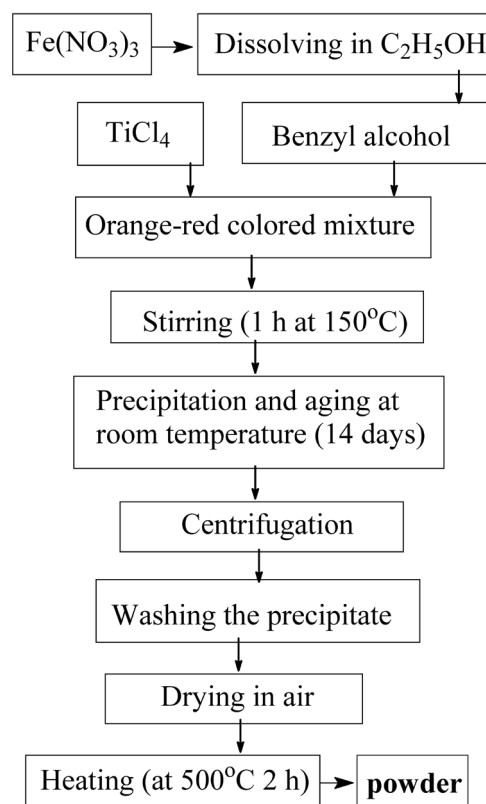 Fe(NO3)3
Dissolving in C2H5OH
TiCl4
Benzyl alcohol
Orange-red colored mixture
Stirring (1 h at 150°C)
Precipitation and aging at
room temperature (14 days)
Centrifugation
Washing the precipitate
Drying in air
Heating (at 500°C 2 h)
powder